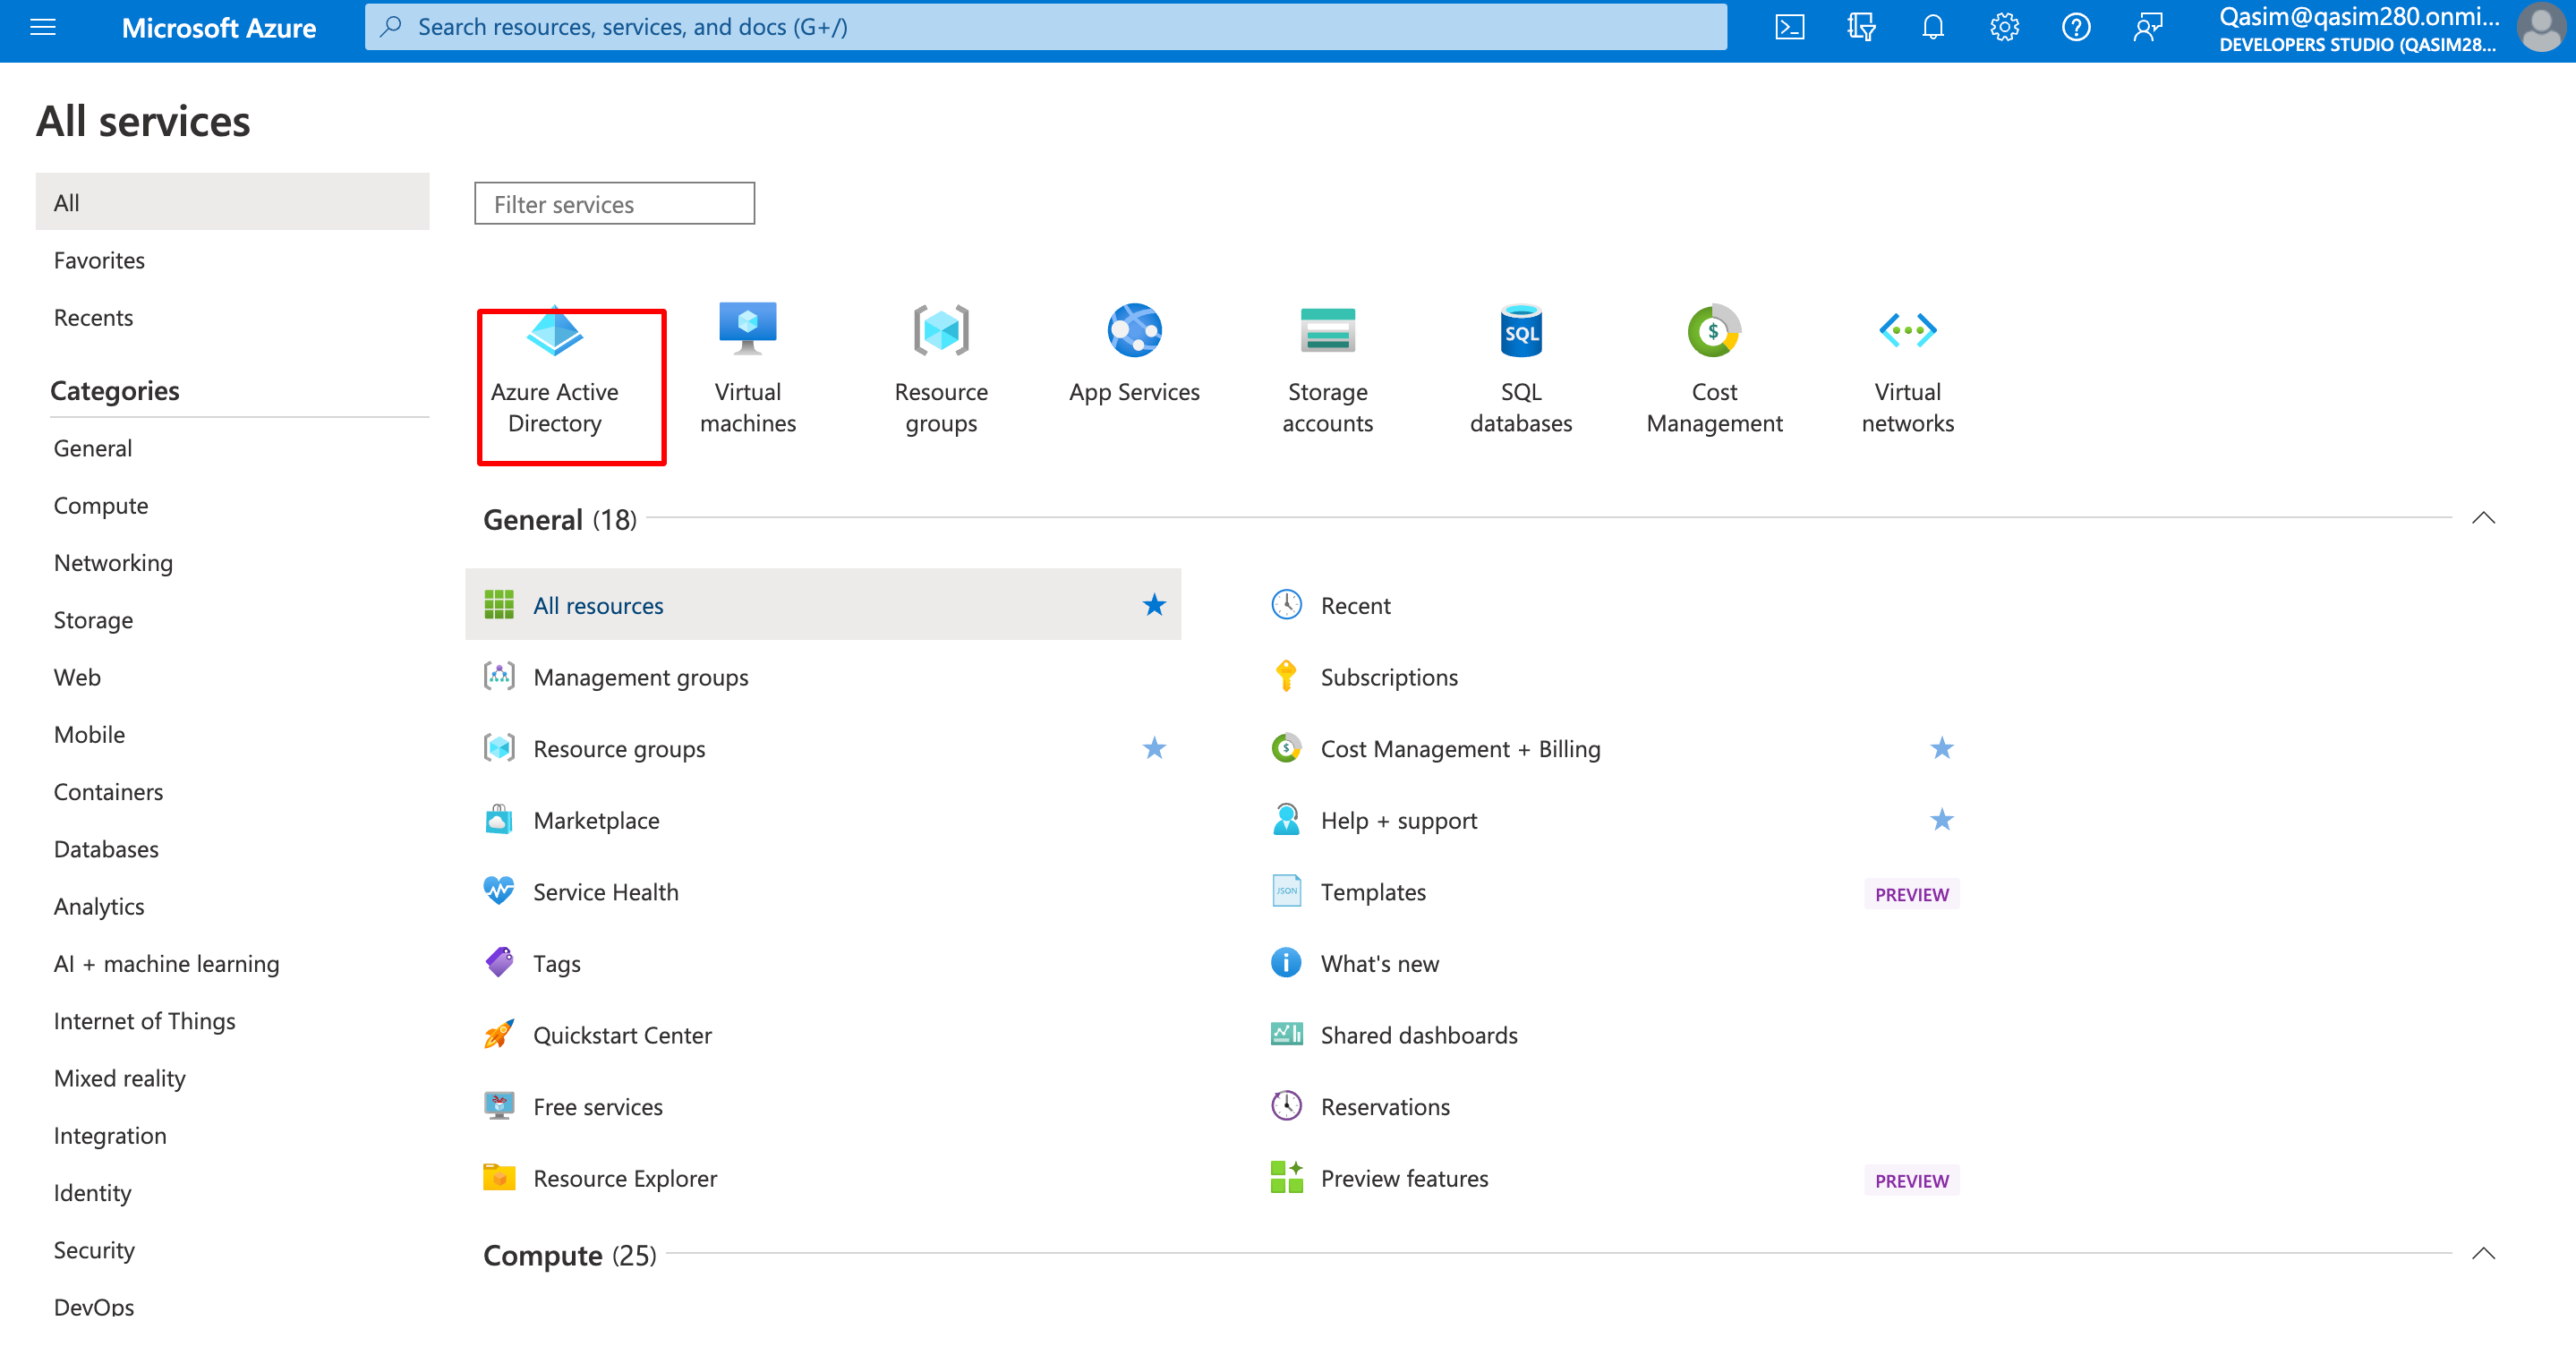 Microsoft Azure
Search resources, services, and docs (G+/)
Qasim@qasim280.onmi...
DEVELOPERS STUDIO (QASIM28...
All services
All
Favorites
Recents
Categories
General
Compute
Networking
Storage
Web
Mobile
Containers
Databases
Analytics
AI + machine learning
Internet of Things
Mixed reality
Integration
Identity
Security
DevOps
Filter services
Azure Active
Directory
Virtual
machines
Resource
groups
App Services
Storage
accounts
SQL
SQL
databases
$
Cost
Management
Virtual
networks
General (18)
All resources
Recent
Management groups
Subscriptions
Resource groups
$
Cost Management + Billing
Marketplace
Help + support
Service Health
JSON
Templates
PREVIEW
Tags
What's new
Quickstart Center
Shared dashboards
Free services
Reservations
Resource Explorer
Preview features
PREVIEW
Compute (25)